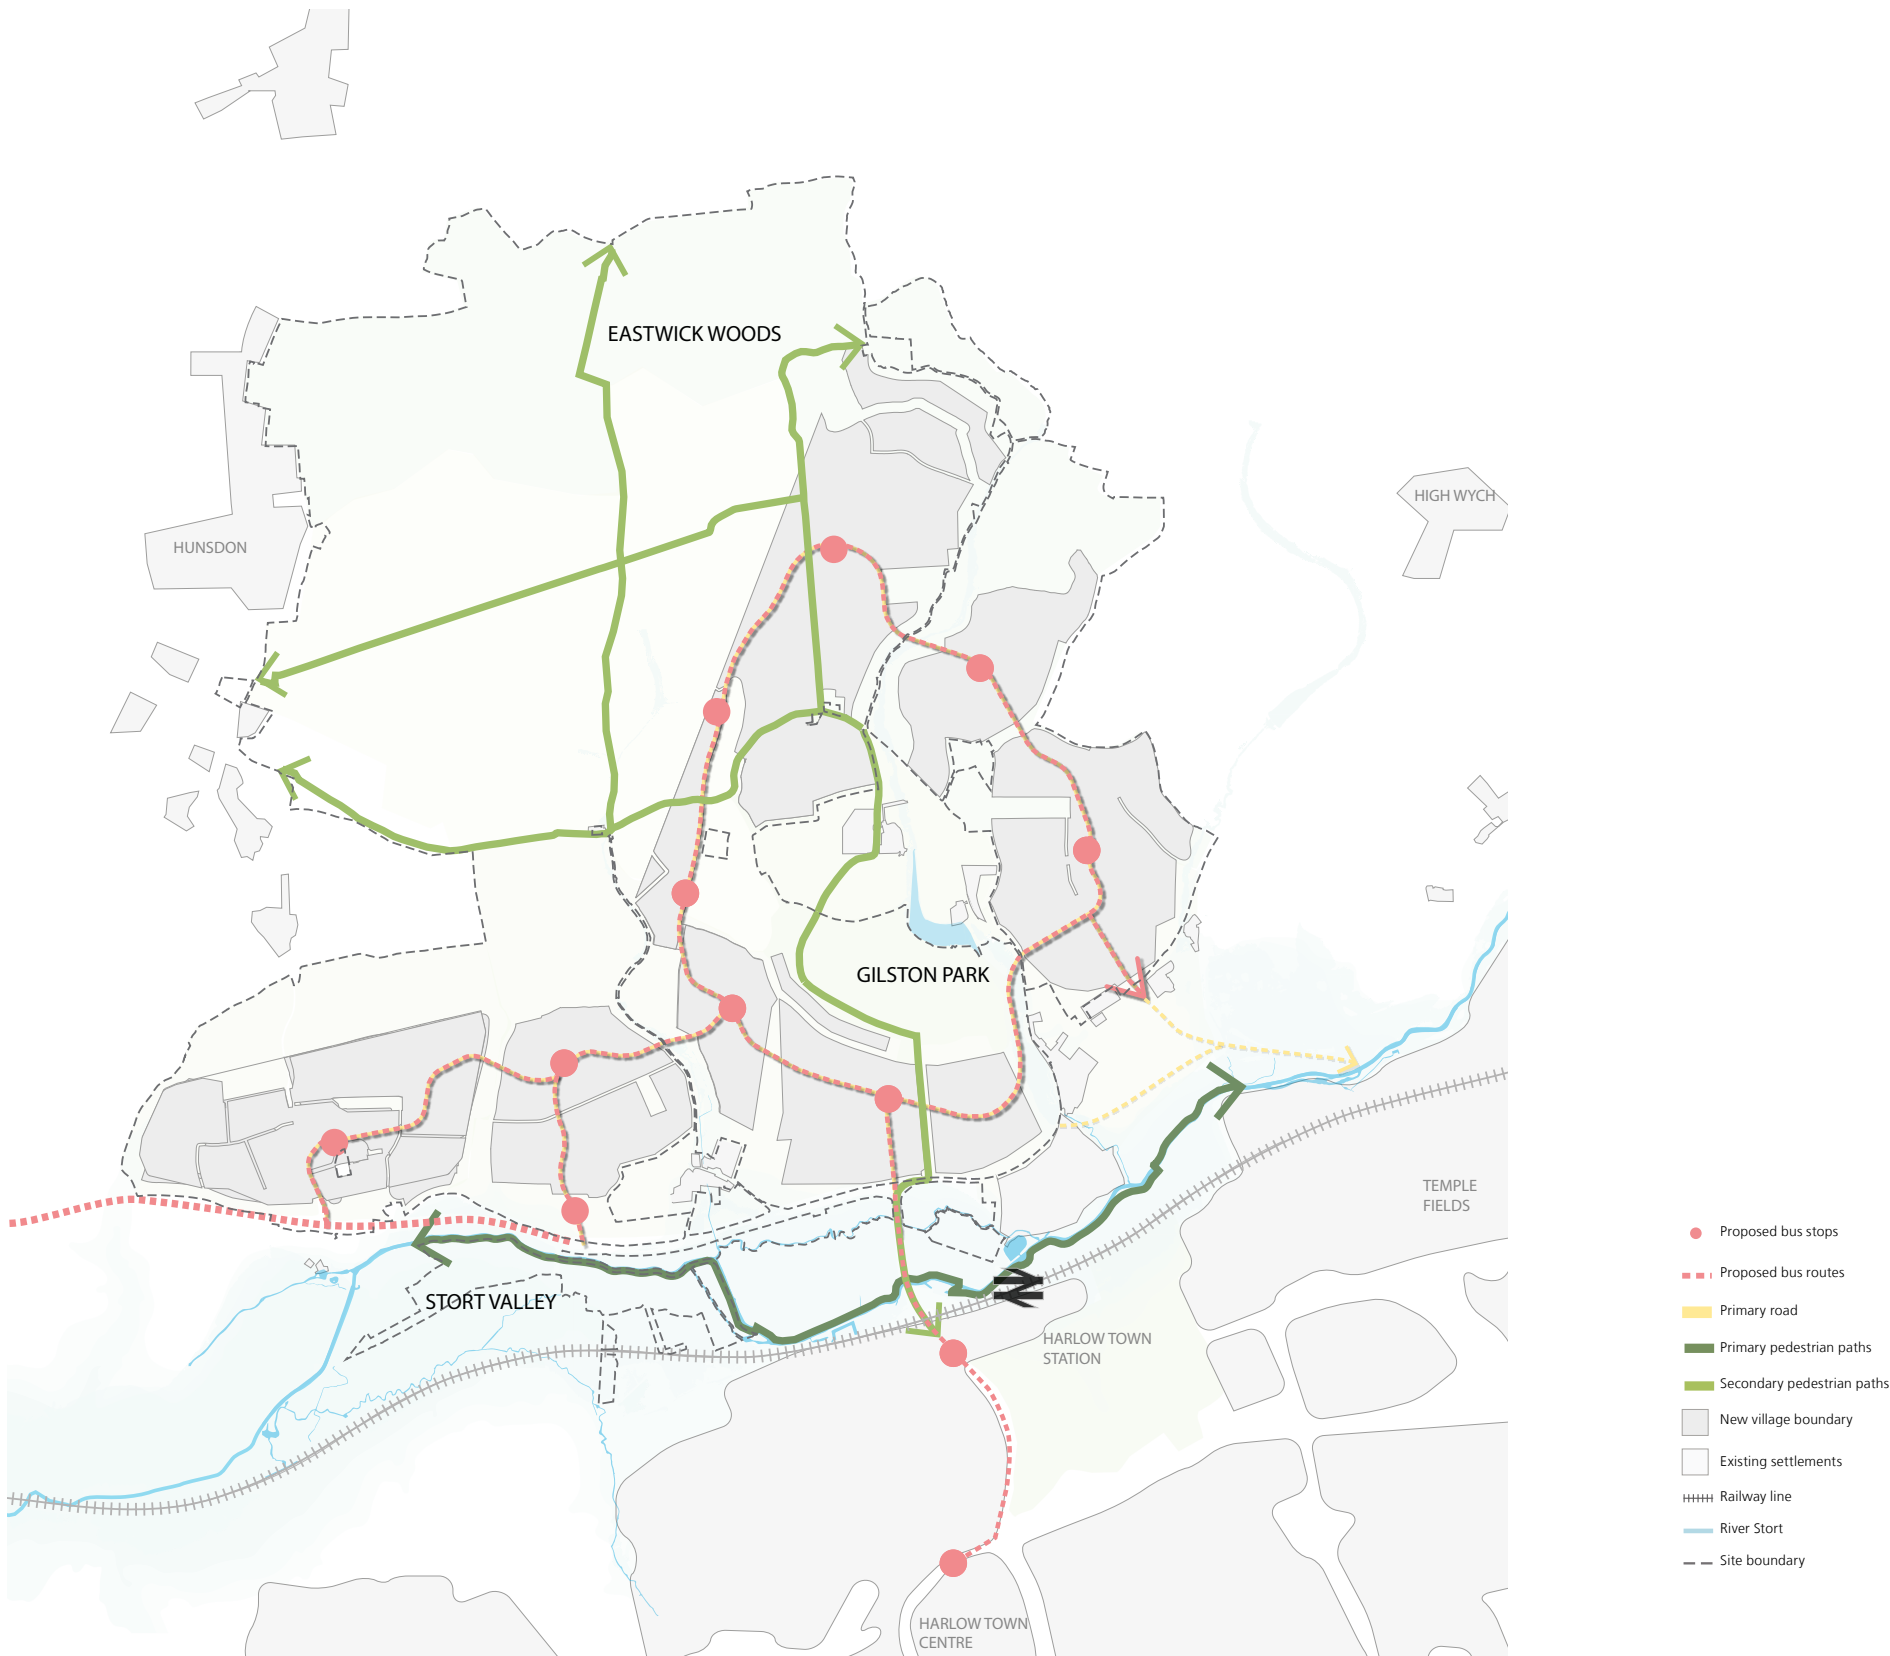 EASTWICK WOODS
HIGH WYCH
HUNSDON
GILSTON PARK
TEMPLE
FIELDS
STORT VALLEY
HARLOW TOWN
STATION
HARLOW TOWN
CENTRE
Proposed bus stops
Proposed bus routes
Primary road
Primary pedestrian paths
Secondary pedestrian paths
New village boundary
Existing settlements
Railway line
River Stort
Site boundary